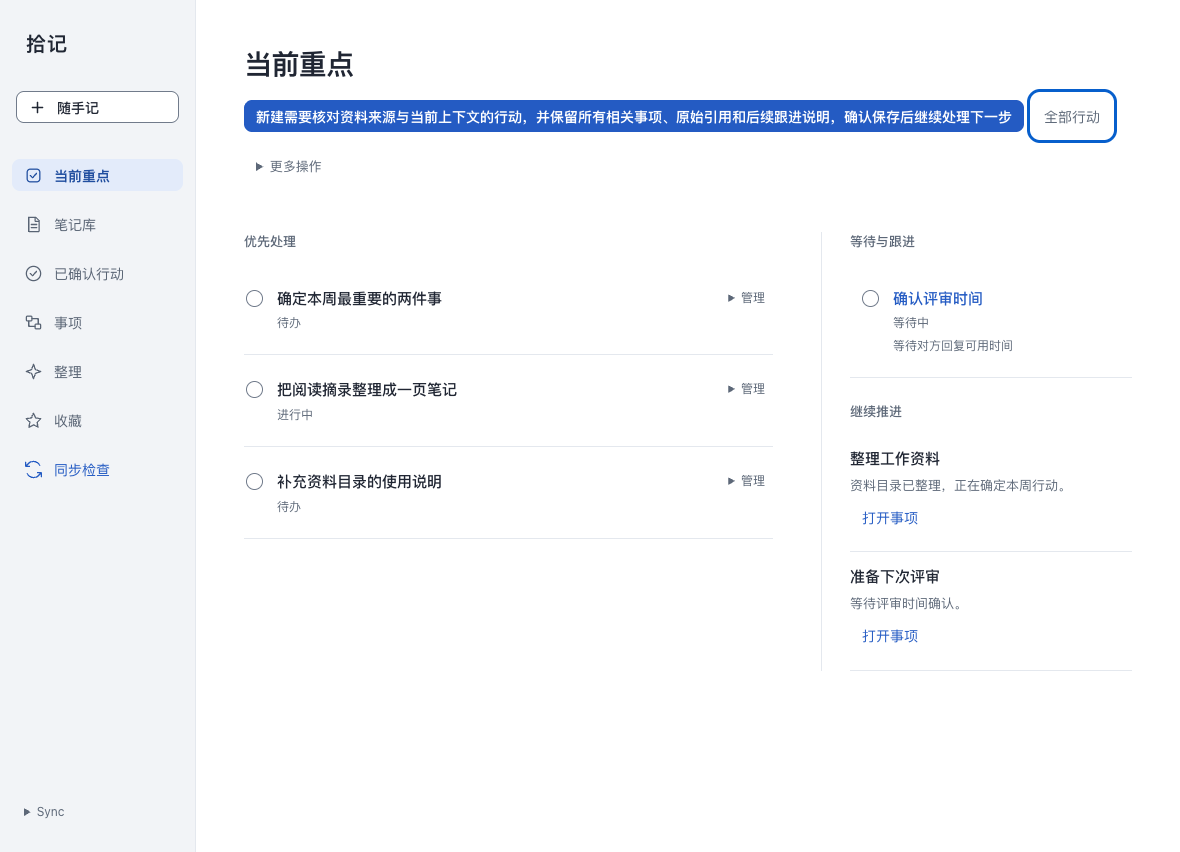 拾记
随手记
当前重点
笔记库
已确认行动
事项
整理
收藏
同步检查
Sync
当前重点
新建需要核对资料来源与当前上下文的行动，并保留所有相关事项、原始引用和后续跟进说明，确认保存后继续处理下一步
全部行动
更多操作
优先处理
确定本周最重要的两件事
管理
待办
把阅读摘录整理成一页笔记
管理
进行中
补充资料目录的使用说明
管理
待办
等待与跟进
确认评审时间
等待中
等待对方回复可用时间
继续推进
整理工作资料
资料目录已整理，正在确定本周行动。
打开事项
准备下次评审
等待评审时间确认。
打开事项